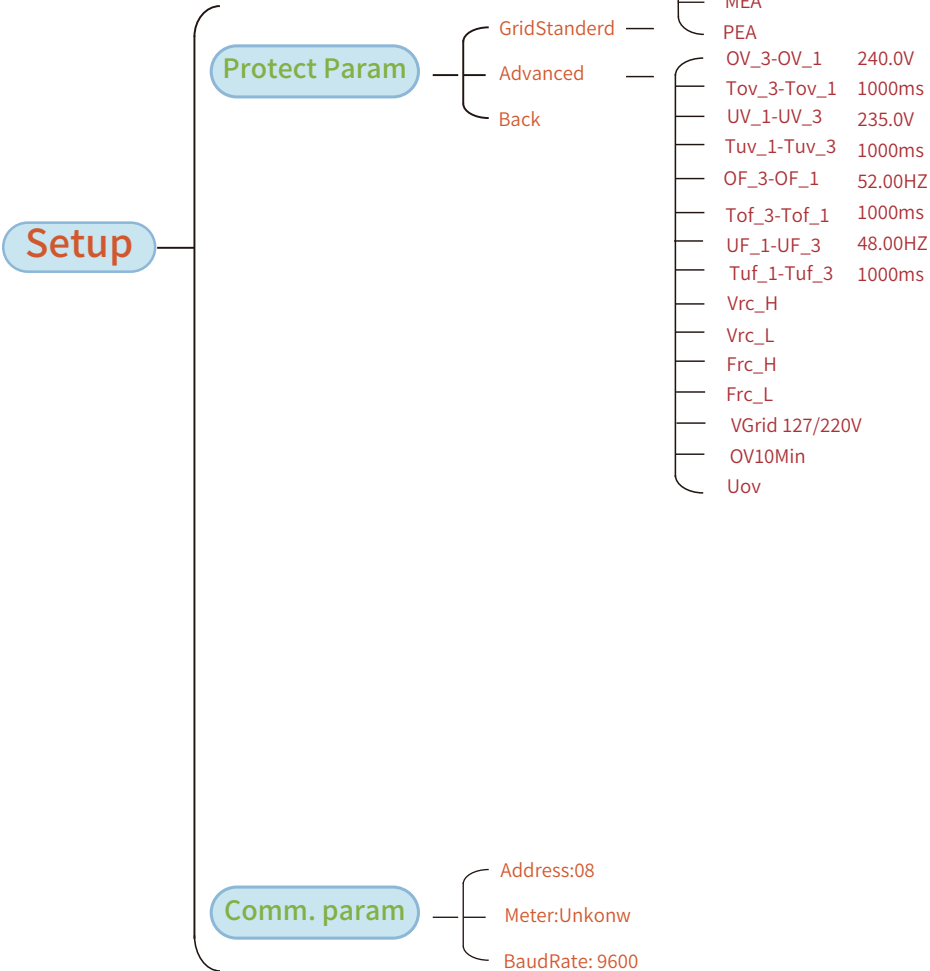 MEA
PEA
GridStanderd
Protect Param
Advanced
Back
OV_3-OV_1 240.0V
Tov_3-Tov_1 1000ms
UV_1-UV_3 235.0V
Tuv_1-Tuv_3 1000ms
OF_3-OF_1 52.00HZ
Tof_3-Tof_1 1000ms
UF_1-UF_3 48.00HZ
Tuf_1-Tuf_3 1000ms
Vrc_H
Vrc_L
Frc_H
Frc_L
VGrid 127/220V
OV10Min
Uov
Setup
Comm. param
Address:08
Meter:Unkonw
BaudRate: 9600